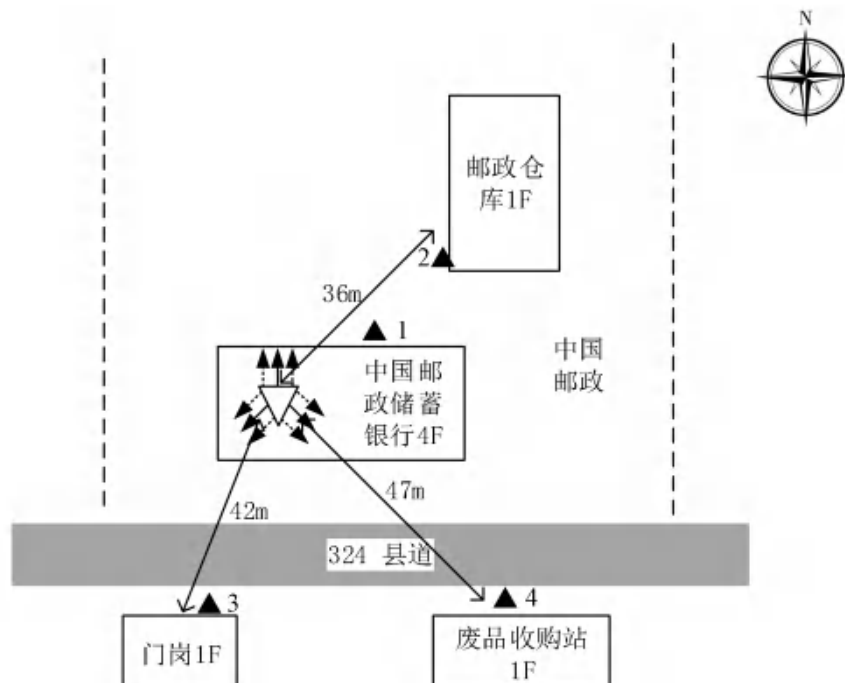 N
邮政仓
库1F
2
36m
1
中国邮
政储蓄
银行4F
中国
邮政
42m
47m
324 县道
3
4
门岗1F
废品收购站
1F